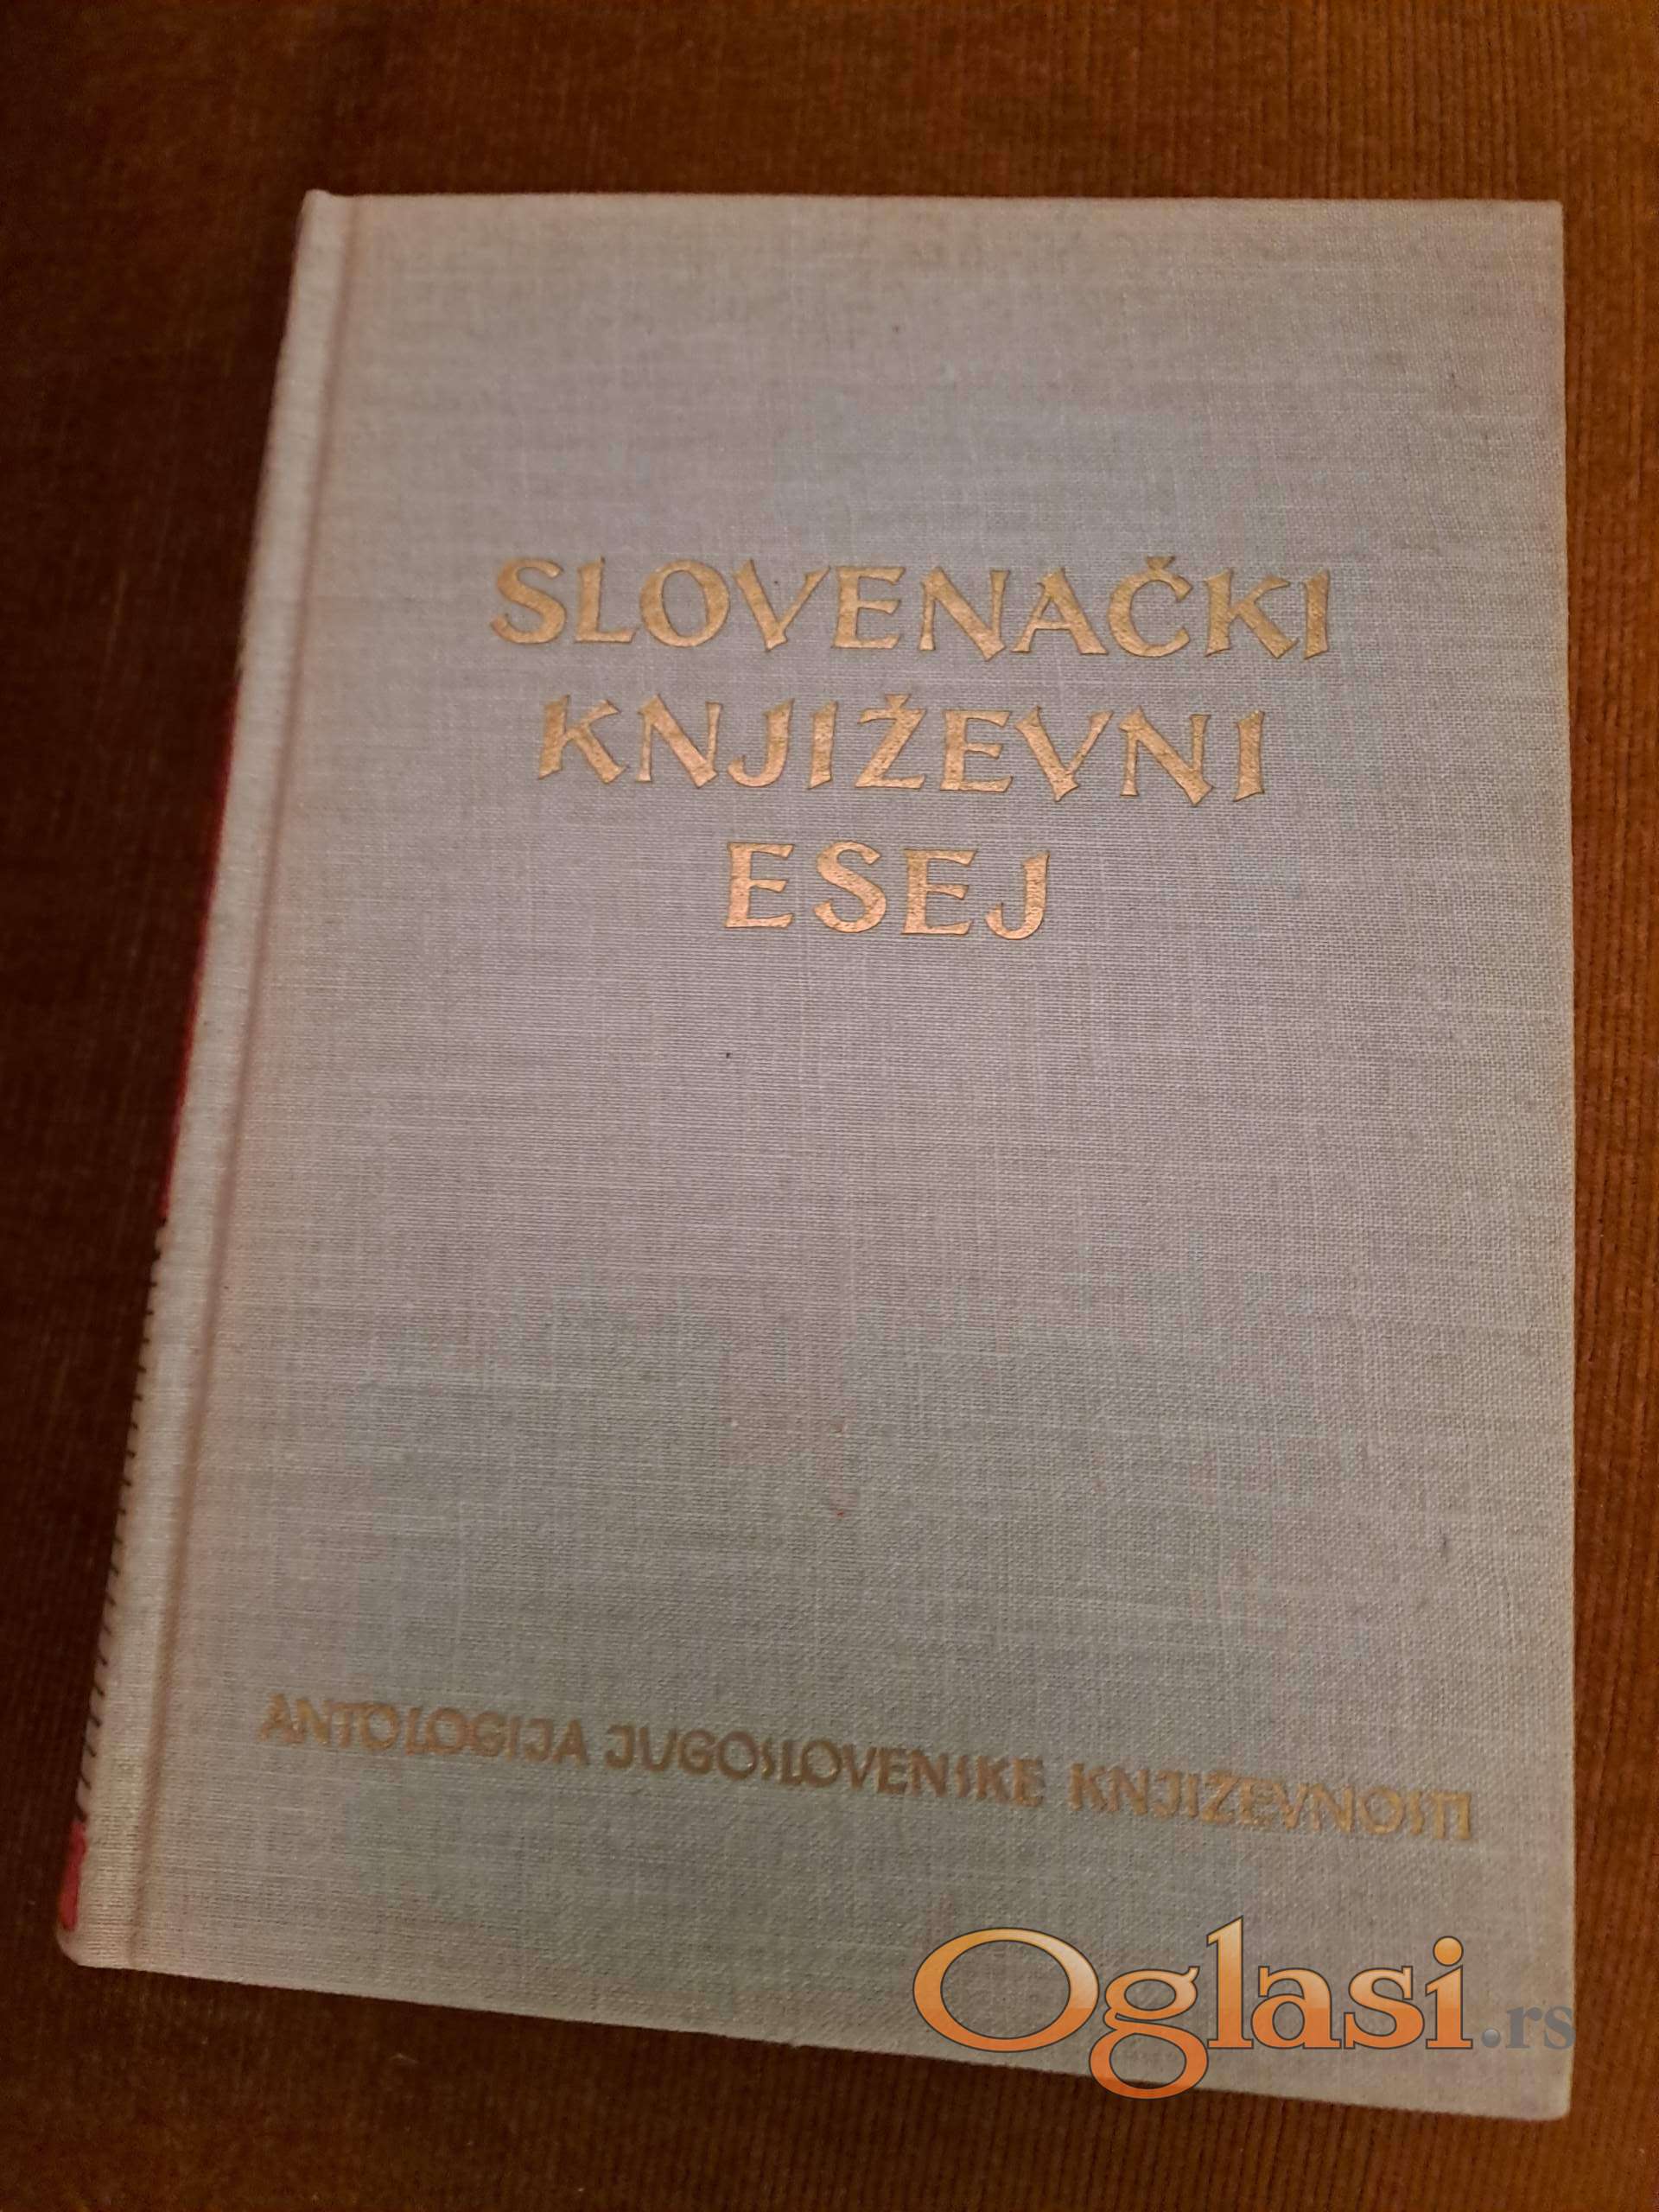 SLOVENAČKI
KNJIŽEVNI
ESEJ
ANTOLOGIJA JUGOSLOVENSKE KNJIŽEVNOSTI
Oglasi.rs